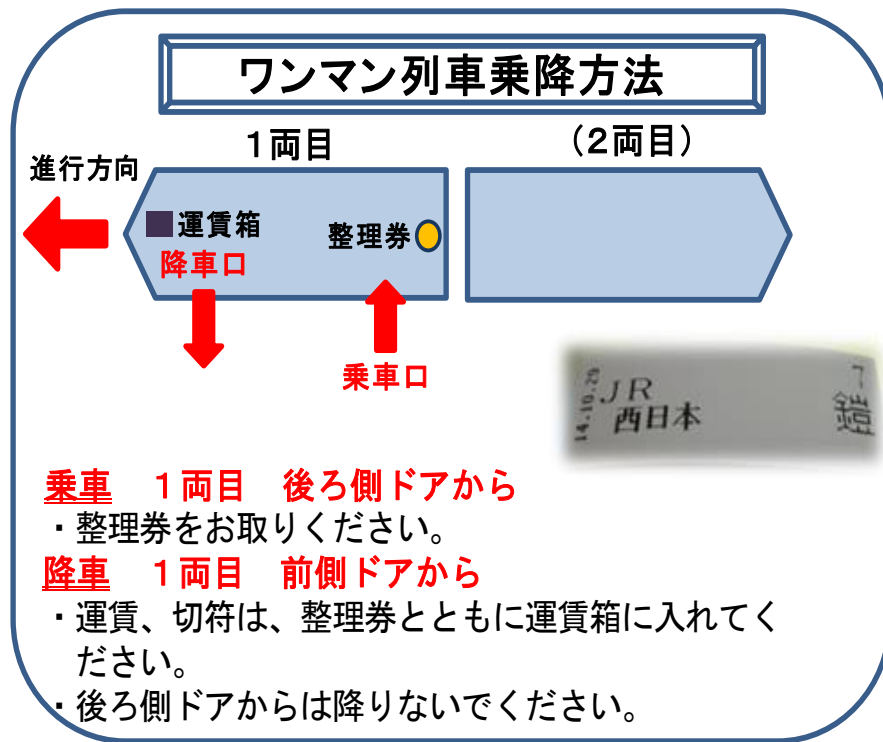 ワンマン列車乗降方法
1両目
(2両目)
進行方向
運賃箱
整理券
降車口
乗車口
14.10.29
JR
西日本
鎧
乗車 1両目 後ろ側ドアから
・整理券をお取りください。
降車 1両目 前側ドアから
・運賃、切符は、整理券とともに運賃箱に入れてく
ださい。
・後ろ側ドアからは降りないでください。